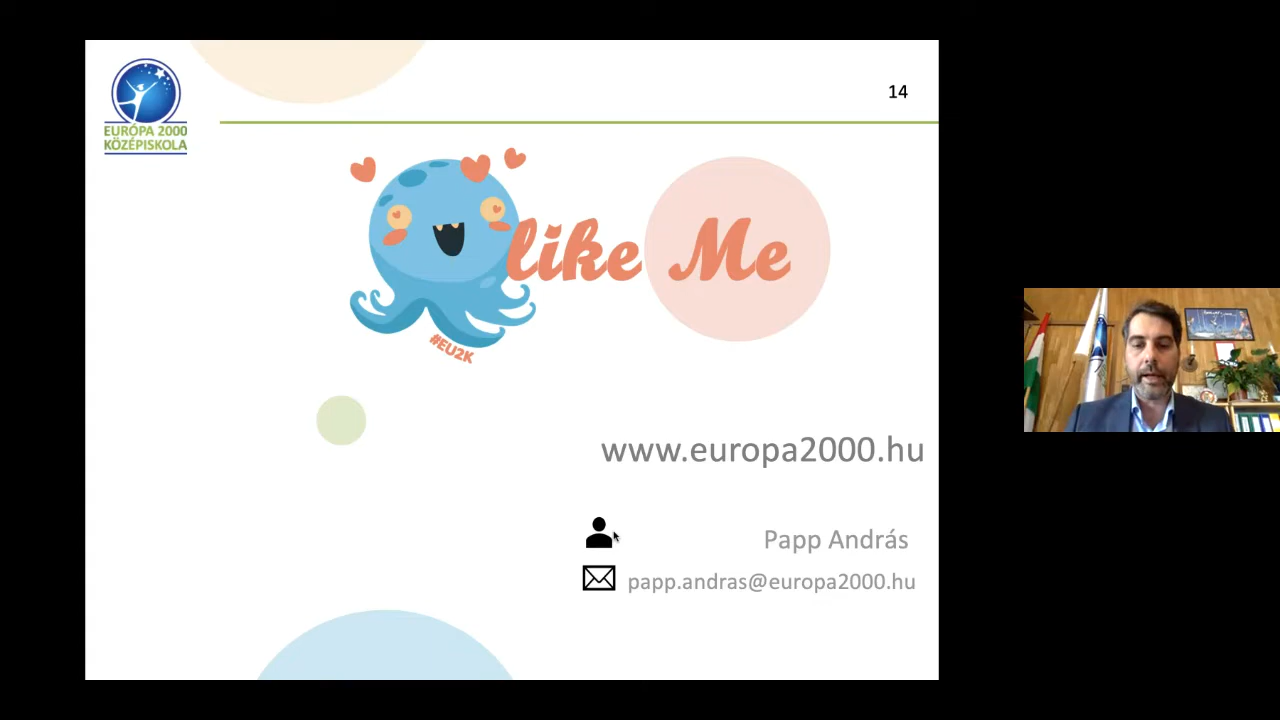 EURÓPA 2000
KÖZÉPISKOLA
14
like Me
#EU2K
www.europa2000.hu
Papp András
papp.andras@europa2000.hu